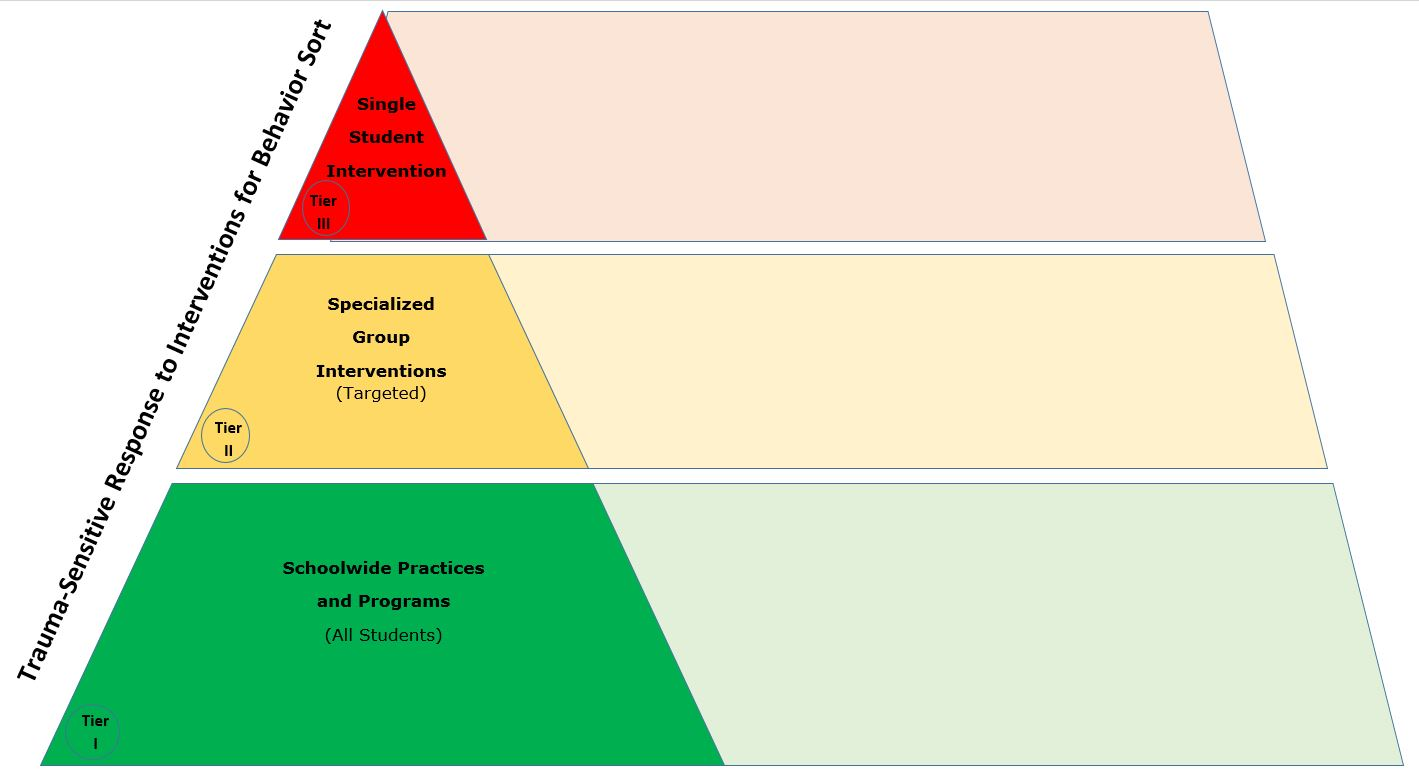 Trauma-Sensitive Response to Interventions for Behavior Sort
Single
Student
Intervention
Tier
III
Specialized
Group
Interventions
(Targeted)
Tier
II
Schoolwide Practices
and Programs
(All Students)
Tier
I